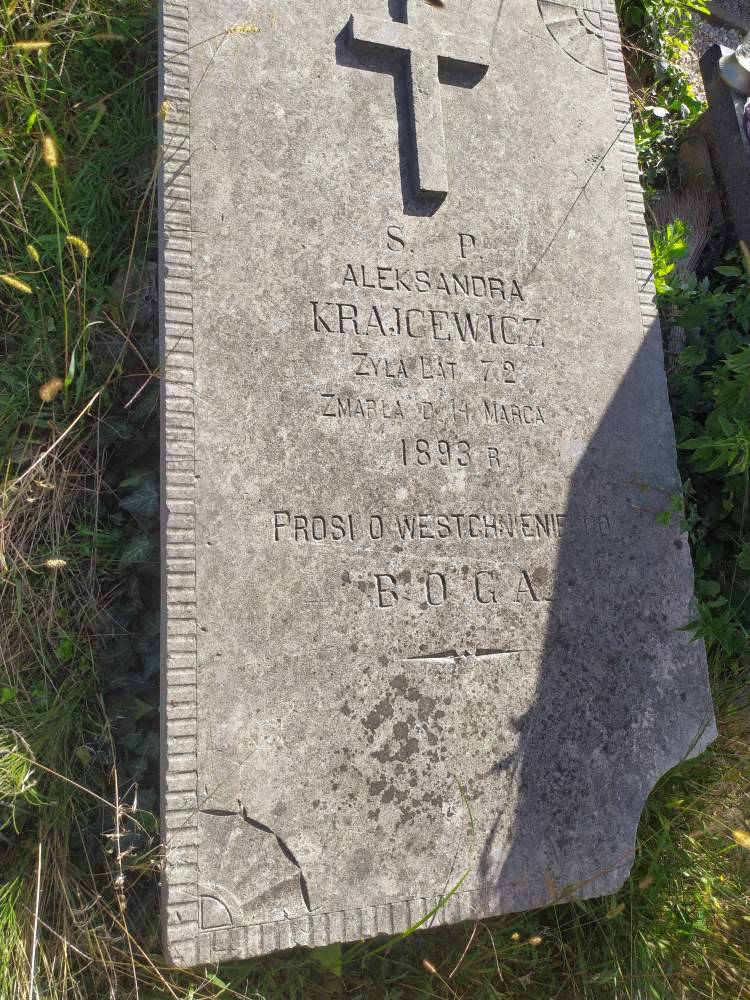 S. P.
ALEKSANDRA
KRAJCEWICZ
ŻYŁA LAT 72
ZMARŁA D. 14 MARCA
1893 R.
PROSI O WESTCHNIENIE DO
BOGA.